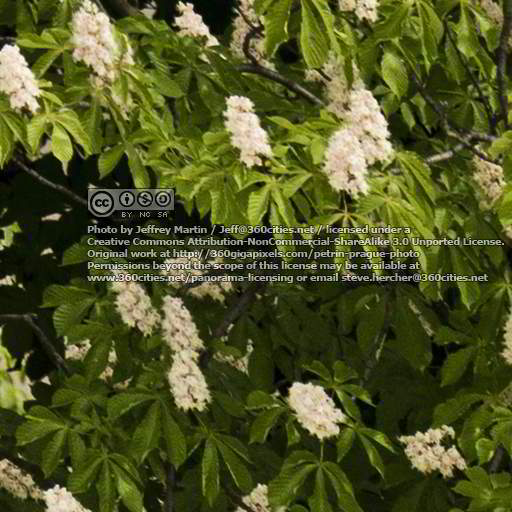 cc
BY NC SA
Photo by Jeffrey Martin / Jeff@360cities.net / licensed under a
Creative Commons Attribution-NonCommercial-ShareAlike 3.0 Unported License.
Original work at http://360gigapixels.com/petrin-prague-photo
Permissions beyond the scope of this license may be available at
www.360cities.net/panorama-licensing or email steve.hercher@360cities.net